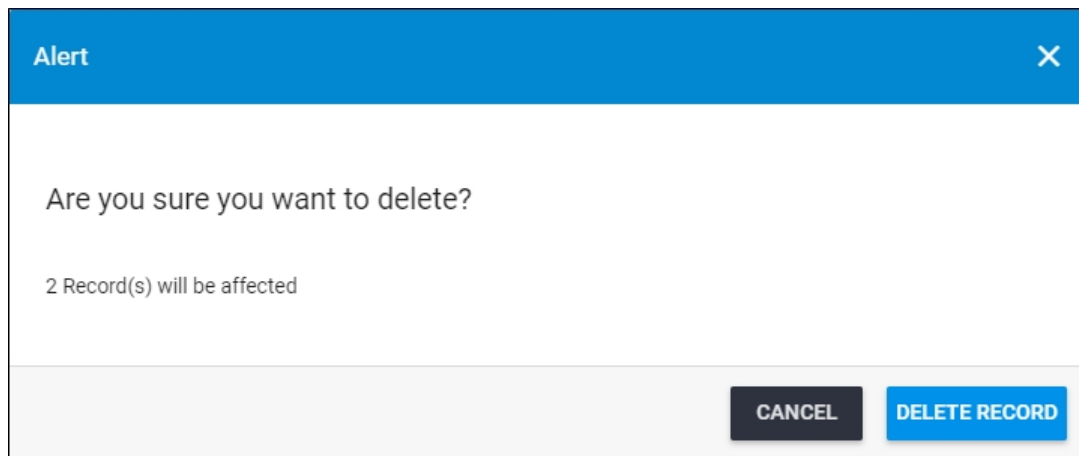 Alert
Are you sure you want to delete?
2 Record(s) will be affected
CANCEL DELETE RECORD